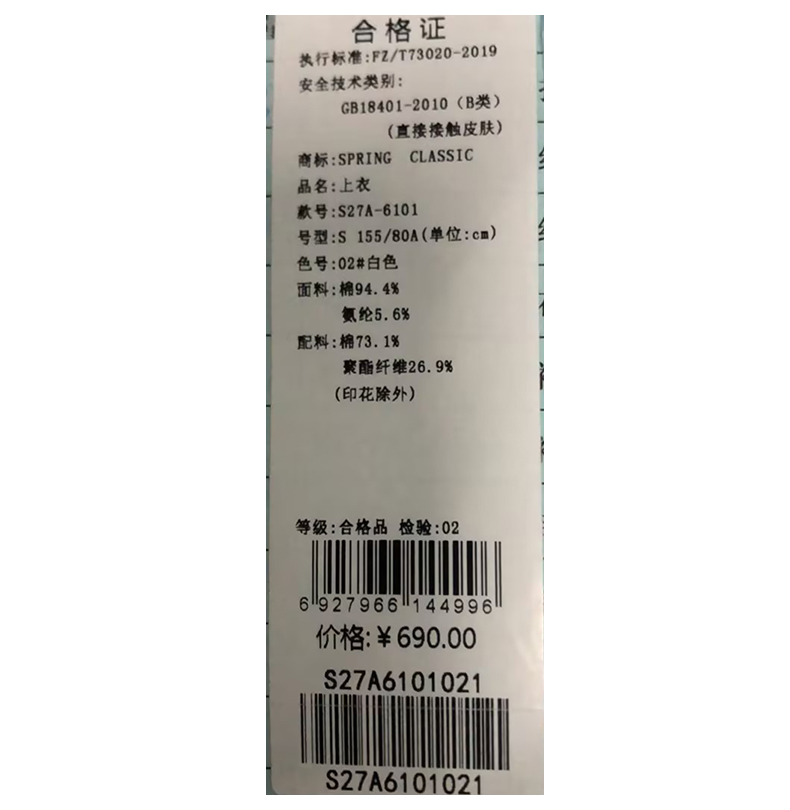 合格证
执行标准:FZ/T73020-2019
安全技术类别:
GB18401-2010（B类）
(直接接触皮肤)
商标:SPRING CLASSIC
品名:上衣
款号:S27A-6101
号型:S 155/80A(单位:cm)
色号:02#白色
面料:棉94.4%
氨纶5.6%
配料:棉73.1%
聚酯纤维26.9%
(印花除外)
等级:合格品 检验:02
6 927966 144996
价格:￥690.00
S27A6101021
S27A6101021